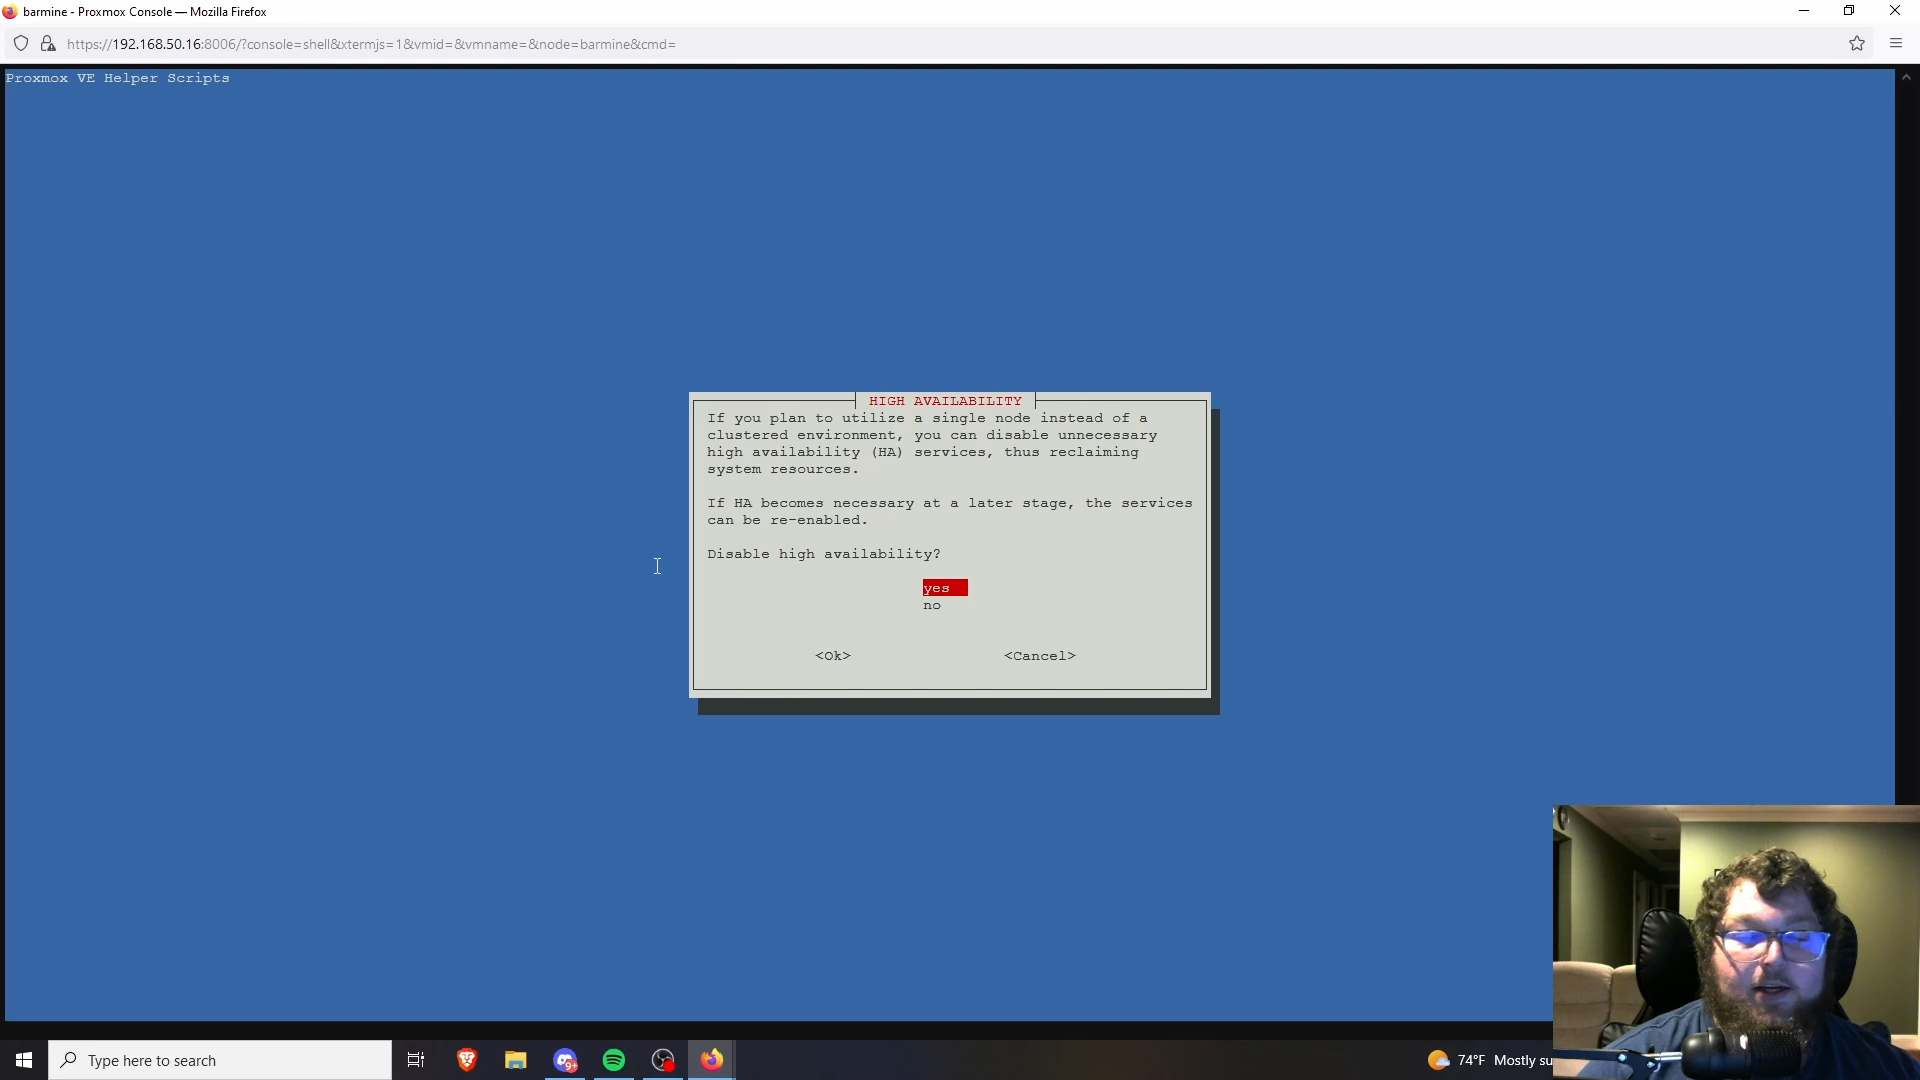 barmine - Proxmox Console — Mozilla Firefox
https://192.168.50.16:8006/?console=shell&xtermjs=1&vmid=&vmname=&node=barmine&cmd=
Proxmox VE Helper Scripts
HIGH AVAILABILITY
If you plan to utilize a single node instead of a
clustered environment, you can disable unnecessary
high availability (HA) services, thus reclaiming
system resources.
If HA becomes necessary at a later stage, the services
can be re-enabled.
Disable high availability?
yes
no
<Ok> <Cancel>
Type here to search
9+
74°F Mostly su